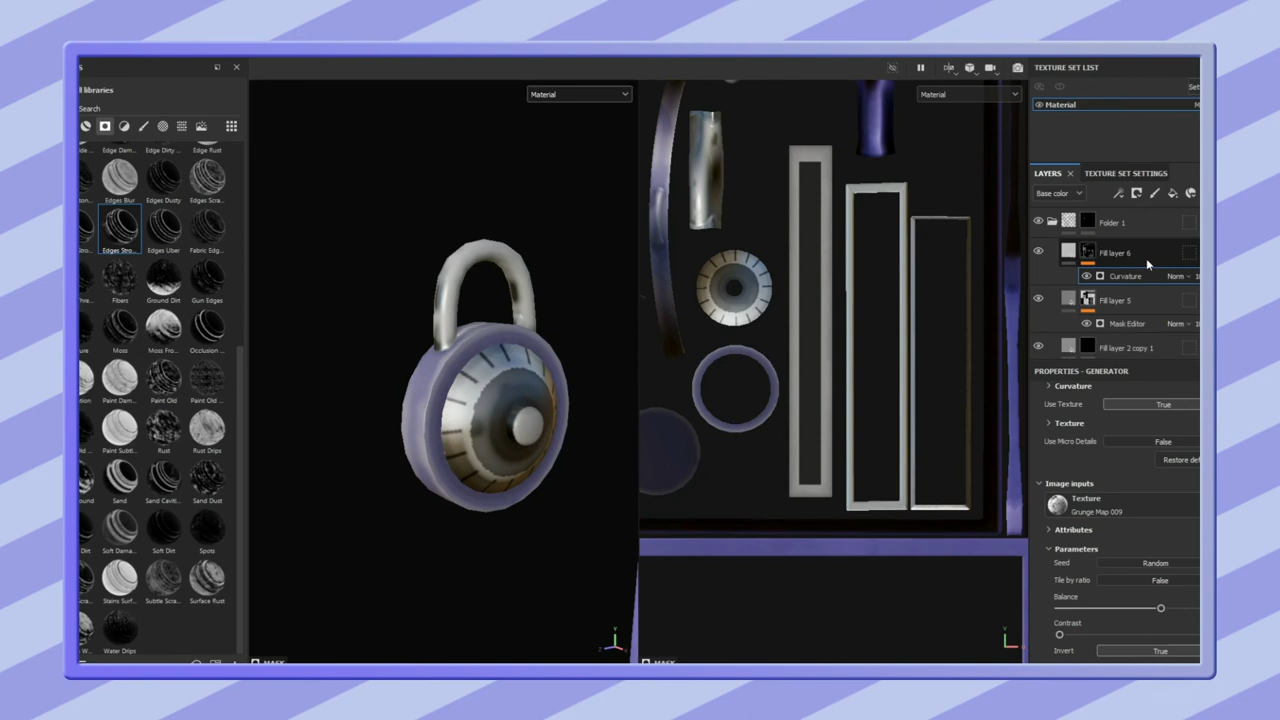 ll libraries
Search
Edge Dam...
Edge Dirty ...
Edge Rust
Edges Blur
Edges Dusty
Edges Scra...
Edges Stro...
Edges Uber
Fabric Edg...
Fibers
Ground Dirt
Gun Edges
Moss
Moss Fro...
Occlusion ...
Paint Dam...
Paint Old
Paint Old ...
Paint Subtl...
Rust
Rust Drips
Sand
Sand Caviti...
Sand Dust
Soft Dama...
Soft Dirt
Spots
Stains Surf...
Subtle Scra...
Surface Rust
Water Drips
Material
Material
MASK
MASK
TEXTURE SET LIST
Set
Material
LAYERS
TEXTURE SET SETTINGS
Base color
Folder 1
Fill layer 6
Curvature
Norm
Fill layer 5
Mask Editor
Norm
Fill layer 2 copy 1
PROPERTIES - GENERATOR
Curvature
Use Texture
True
Texture
Use Micro Details
False
Restore def
Image inputs
Texture
Grunge Map 009
Attributes
Parameters
Seed
Random
Tile by ratio
False
Balance
Contrast
Invert
True